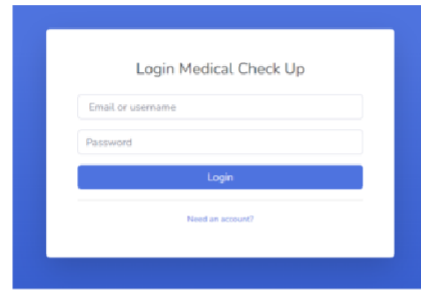 Login Medical Check Up
Email or username
Password
Login
Need an account?